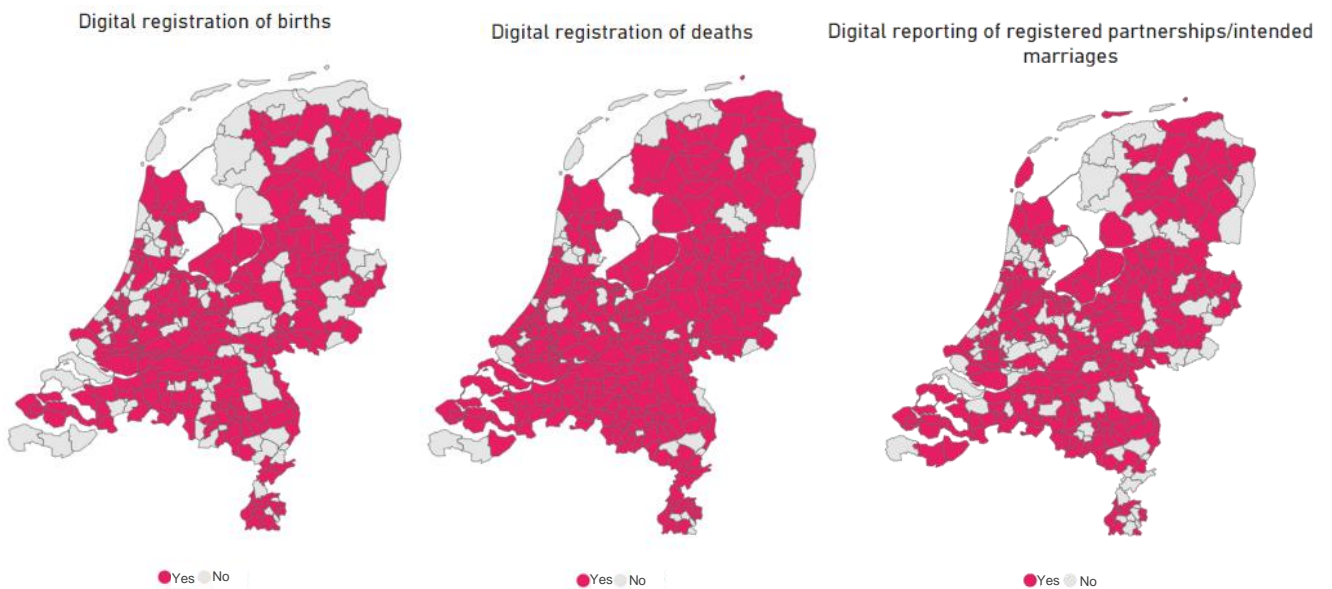 Digital registration of births
Digital registration of deaths
Digital reporting of registered partnerships/intended
marriages
Yes No
Yes No
Yes No